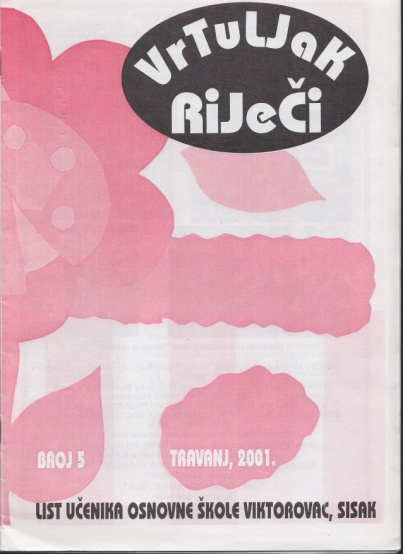 VrTuLJaK
RiJeČi
BROJ 5
TRAVANJ, 2001.
LIST UČENIKA OSNOVNE ŠKOLE VIKTOROVAC, SISAK